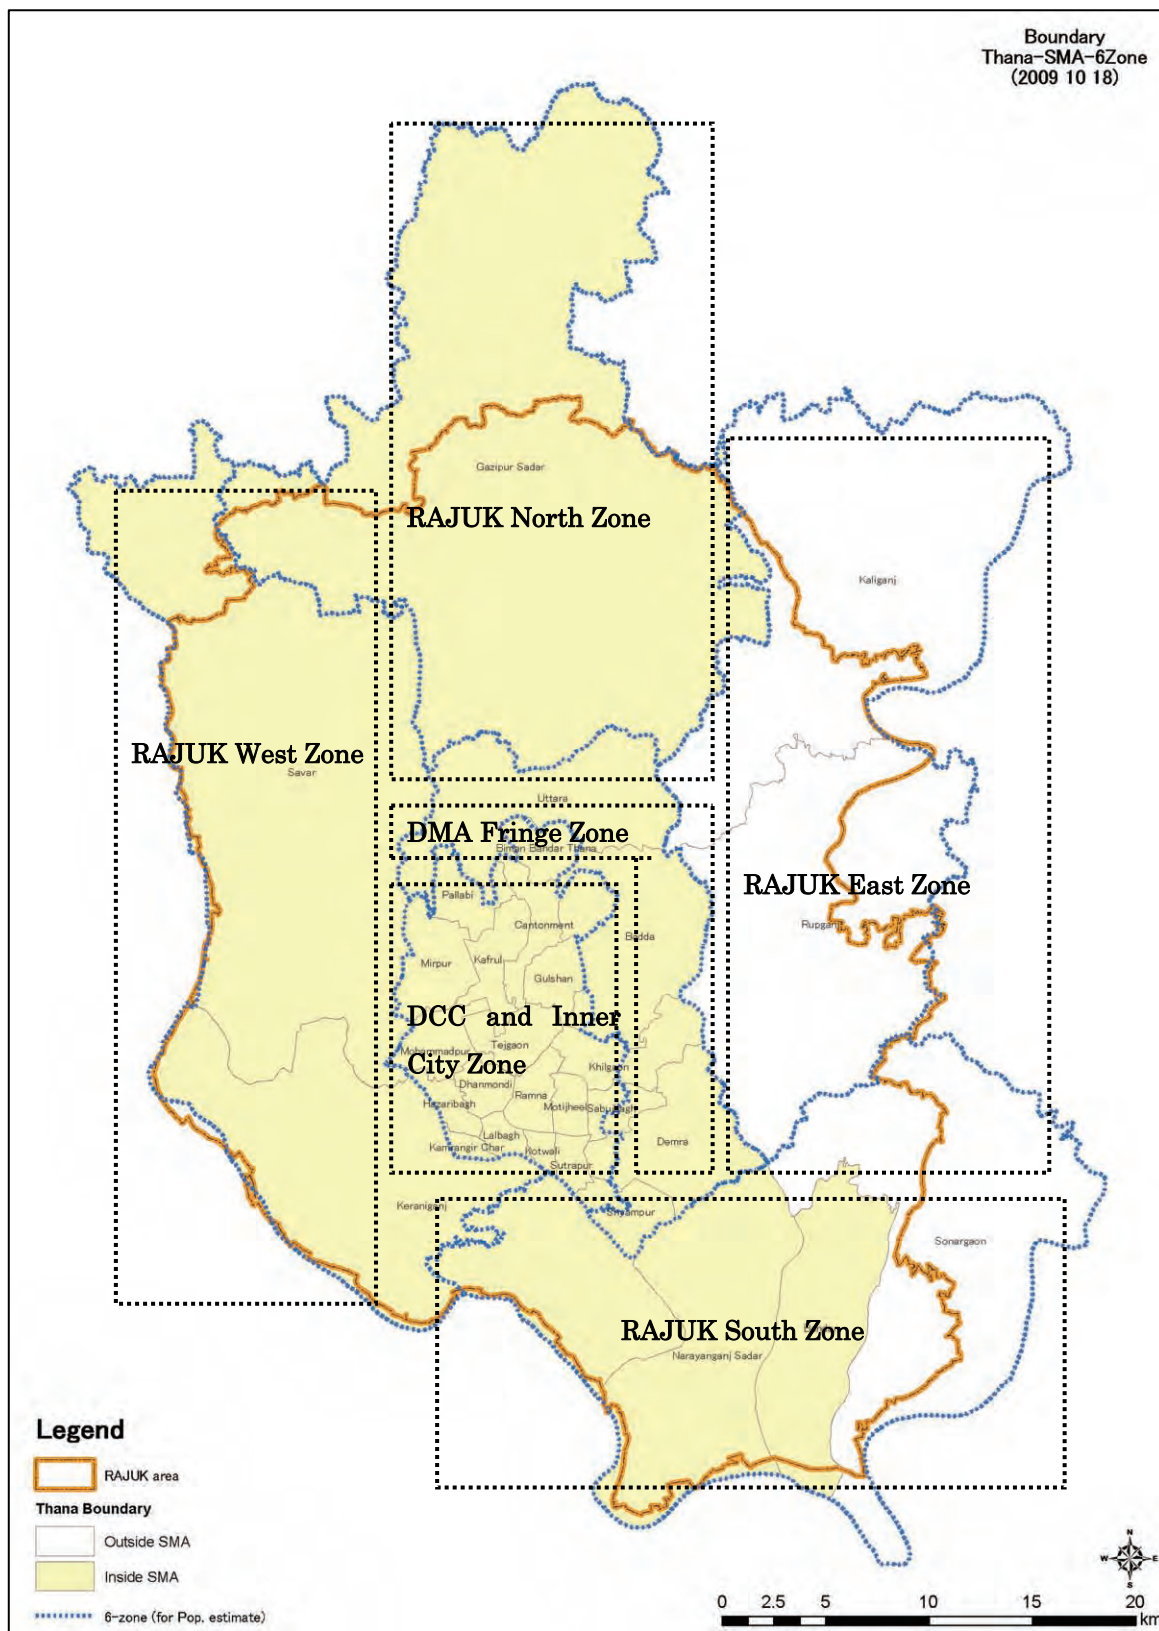 Boundary
Thana-SMA-6Zone
(2009 10 18)
Gazipur Sadar
RAJUK North Zone
Kaliganj
RAJUK West Zone
Savar
Uttara
DMA Fringe Zone
Biman Bandar Thana
RAJUK East Zone
Pallabi
Cantonment
Badda
Rupganj
Mirpur
Kafrul
Gulshan
DCC and Inner
City Zone
Mohammadpur
Tejgaon
Khilgaon
Dhanmondi
Ramna
Hazaribagh
Motijheel
Sabujbagh
Lalbagh
Demra
Kamrangir Char
Kotwali
Sutrapur
Keraniganj
Shyampur
Sonargaon
RAJUK South Zone
Narayanganj Sadar
Legend
RAJUK area
Thana Boundary
Outside SMA
Inside SMA
6-zone (for Pop. estimate)
N
W E
S
0 2.5 5 10 15 20
km